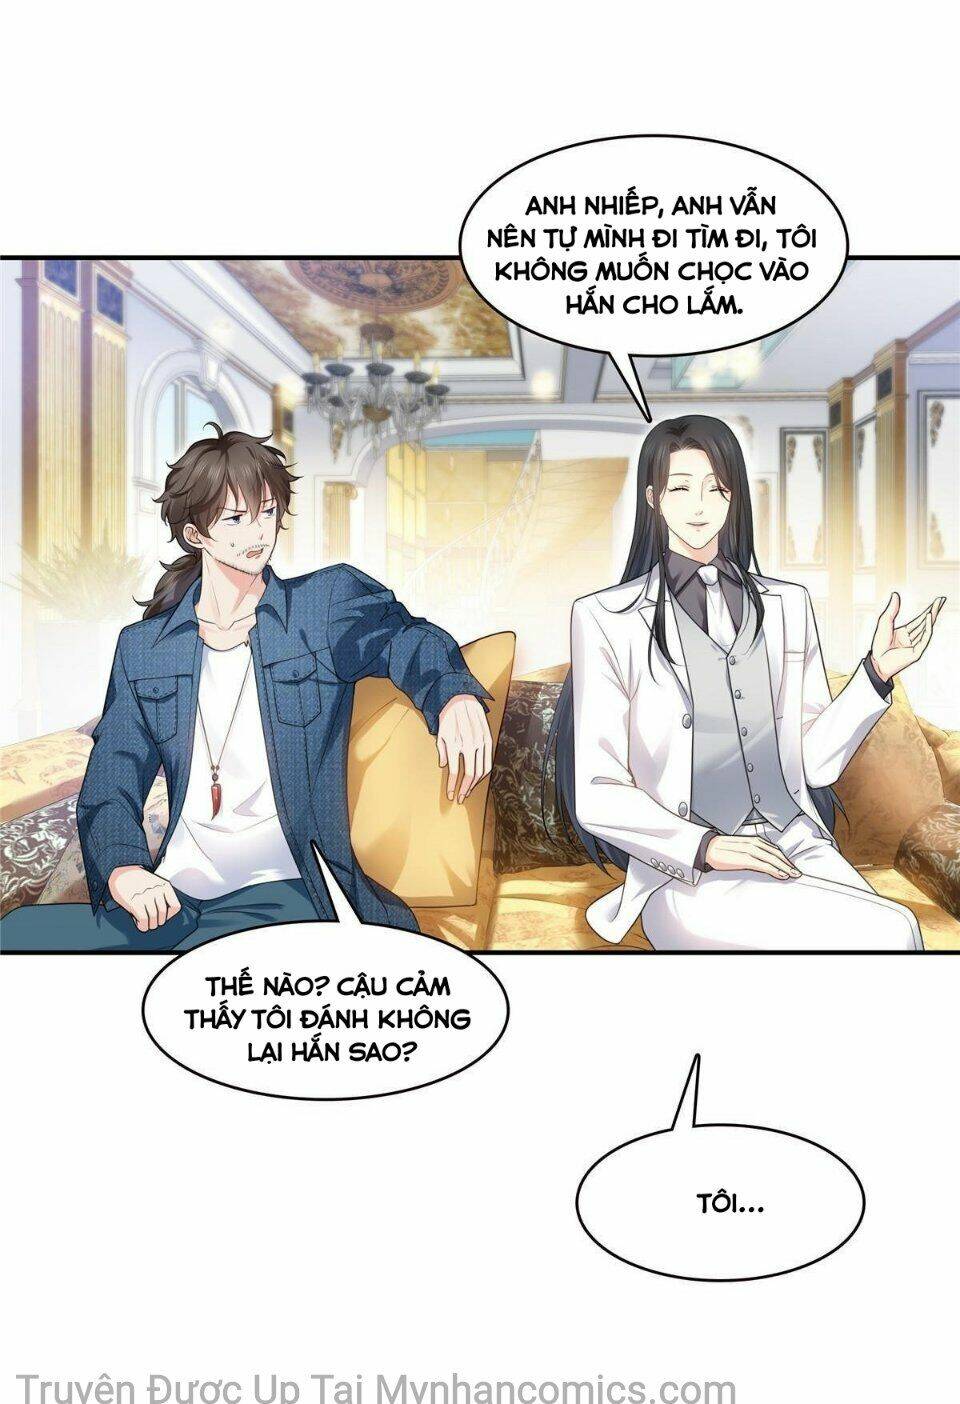 ANH NHIẾP, ANH VẪN
NÊN TỰ MÌNH ĐI TÌM ĐI, TÔI
KHÔNG MUỐN CHỌC VÀO
HẮN CHO LẮM.
THẾ NÀO? CẬU CẢM
THẤY TÔI ĐÁNH KHÔNG
LẠI HẮN SAO?
TÔI...
Truyện Được Up Tại Mynhancomics.com